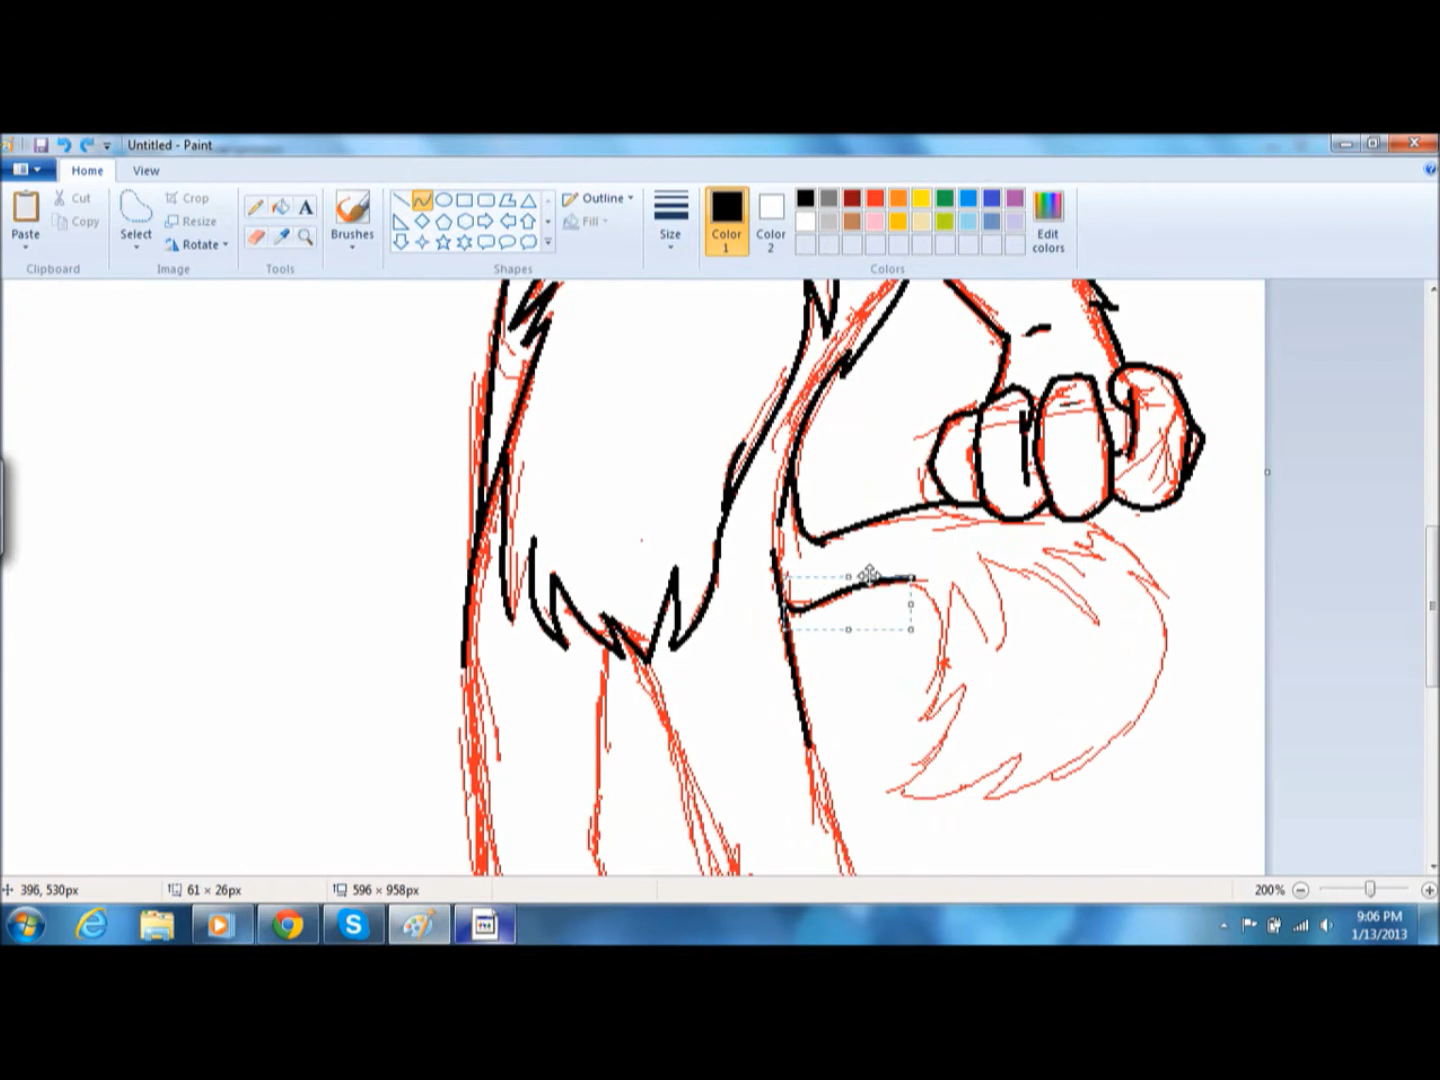 Untitled - Paint
Home View
Cut
Copy
Paste
Crop
Resize
Rotate
Select
A
Brushes
Outline
Fill
Size
Color 1
Color 2
Edit colors
Clipboard Image Tools Shapes Colors
396, 530px 61 × 26px 596 × 958px 200%
9:06 PM
1/13/2013